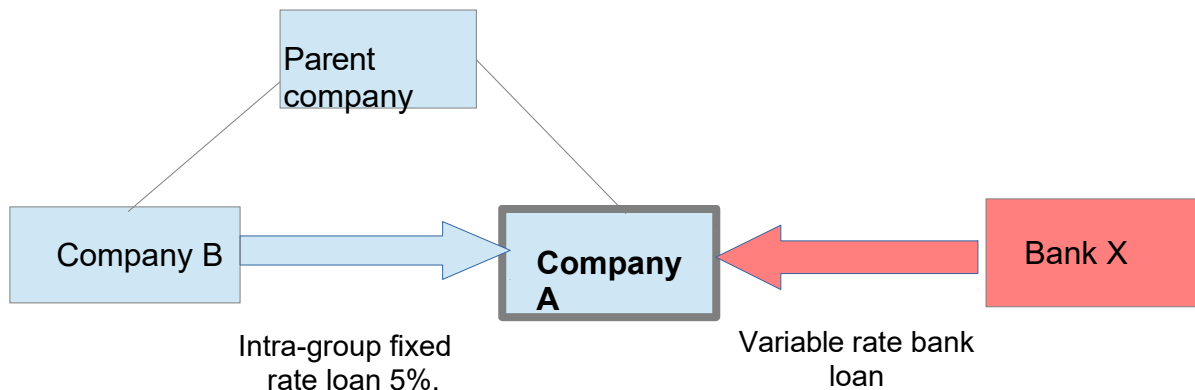 Parent
company
Company B
Company
A
Bank X
Intra-group fixed
rate loan 5%.
Variable rate bank
loan